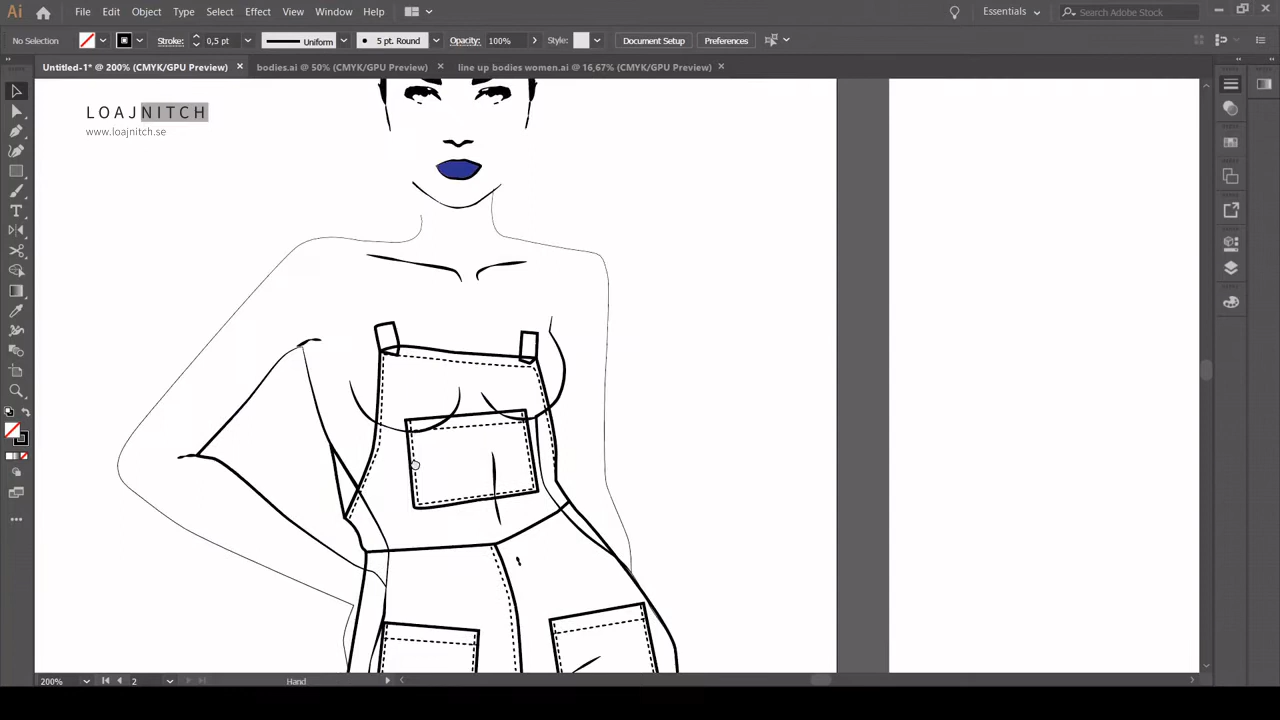 Ai File Edit Object Type Select Effect View Window Help Essentials Search Adobe Stock
No Selection Stroke: 0,5 pt Uniform 5 pt. Round Opacity: 100% Style: Document Setup Preferences
Untitled-1* @ 200% (CMYK/GPU Preview) × bodies.ai @ 50% (CMYK/GPU Preview) × line up bodies women.ai @ 16,67% (CMYK/GPU Preview) ×
LOAJNITCH
www.loajnitch.se
200% 2 Hand